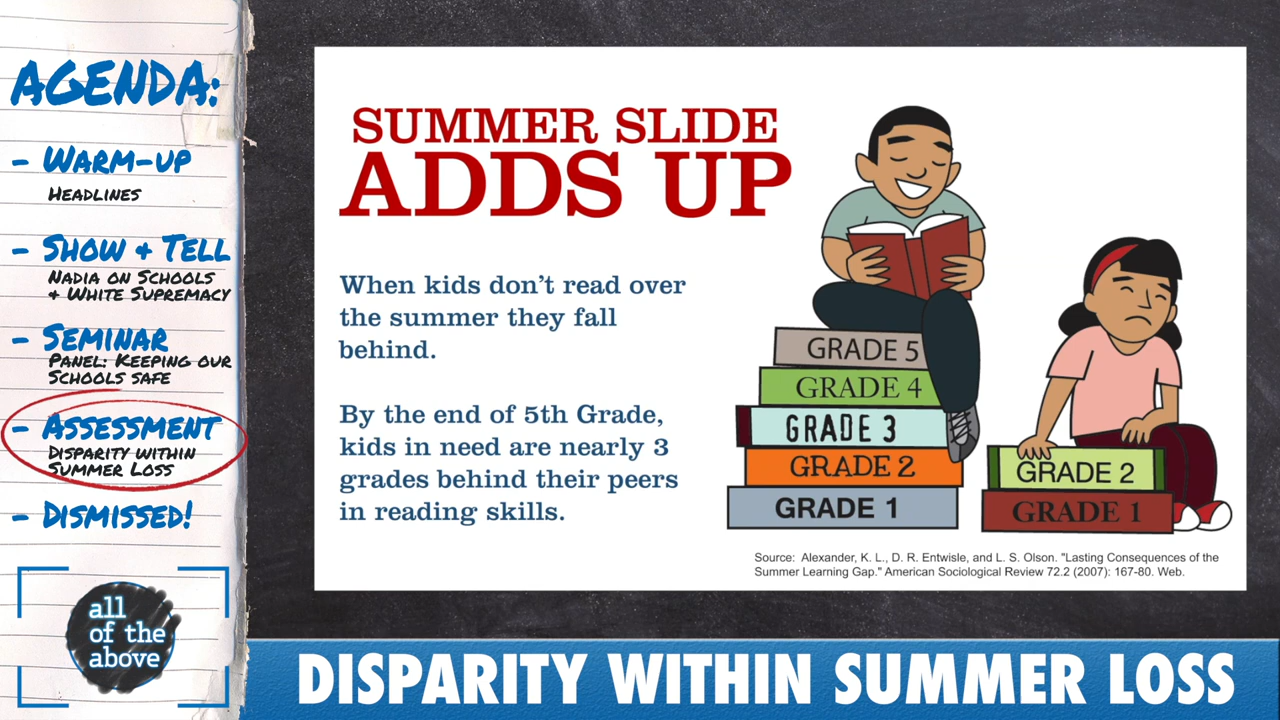 AGENDA:
- WARM-UP
HEADLINES
- SHOW + TELL
NADIA ON SCHOOLS
+ WHITE SUPREMACY
- SEMINAR
PANEL: KEEPING OUR
SCHOOLS SAFE
- ASSESSMENT
DISPARITY WITHIN
SUMMER LOSS
- DISMISSED!
all
of the
above
SUMMER SLIDE
ADDS UP
When kids don't read over
the summer they fall
behind.
By the end of 5th Grade,
kids in need are nearly 3
grades behind their peers
in reading skills.
GRADE 5
GRADE 4
GRADE 3
GRADE 2
GRADE 1
GRADE 2
GRADE 1
Source: Alexander, K. L., D. R. Entwisle, and L. S. Olson. "Lasting Consequences of the
Summer Learning Gap." American Sociological Review 72.2 (2007): 167-80. Web.
DISPARITY WITHIN SUMMER LOSS